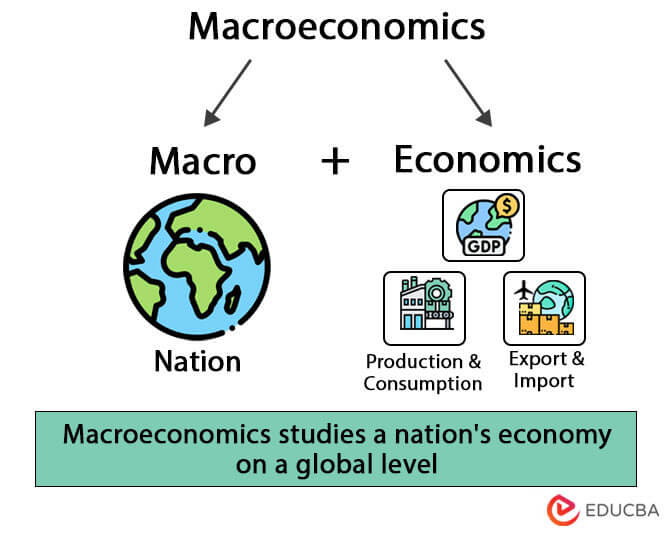 Macroeconomics
Macro + Economics
$
GDP
Nation
Production &
Consumption
Export &
Import
Macroeconomics studies a nation's economy
on a global level
EDUCBA